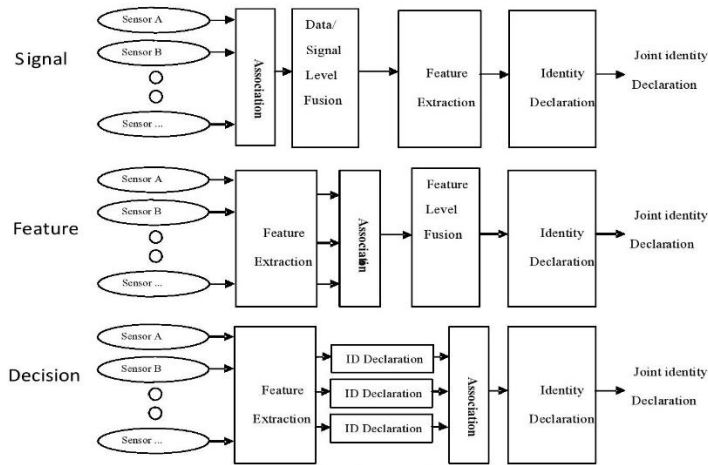 Signal
Sensor A
Sensor B
Sensor ...
Association
Data/
Signal
Level
Fusion
Feature
Extraction
Identity
Declaration
Joint identity
Declaration
Feature
Sensor A
Sensor B
Sensor ...
Feature
Extraction
Association
Feature
Level
Fusion
Identity
Declaration
Joint identity
Declaration
Decision
Sensor A
Sensor B
Sensor ...
Feature
Extraction
ID Declaration
ID Declaration
ID Declaration
Association
Identity
Declaration
Joint identity
Declaration